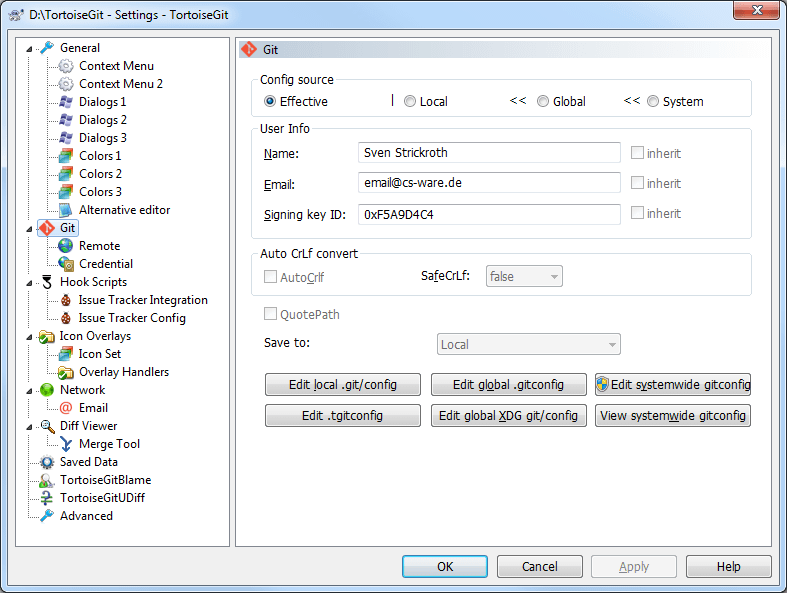 D:\TortoiseGit - Settings - TortoiseGit
General
Context Menu
Context Menu 2
Dialogs 1
Dialogs 2
Dialogs 3
Colors 1
Colors 2
Colors 3
Alternative editor
Git
Remote
Credential
Hook Scripts
Issue Tracker Integration
Issue Tracker Config
Icon Overlays
Icon Set
Overlay Handlers
Network
Email
Diff Viewer
Merge Tool
Saved Data
TortoiseGitBlame
TortoiseGitUDiff
Advanced
Git
Config source
Effective | Local << Global << System
User Info
Name: Sven Strickroth inherit
Email: email@cs-ware.de inherit
Signing key ID: 0xF5A9D4C4 inherit
Auto CrLf convert
AutoCrlf SafeCrLf: false
QuotePath
Save to: Local
Edit local .git/config Edit global .gitconfig Edit systemwide gitconfig
Edit .tgitconfig Edit global XDG git/config View systemwide gitconfig
OK Cancel Apply Help